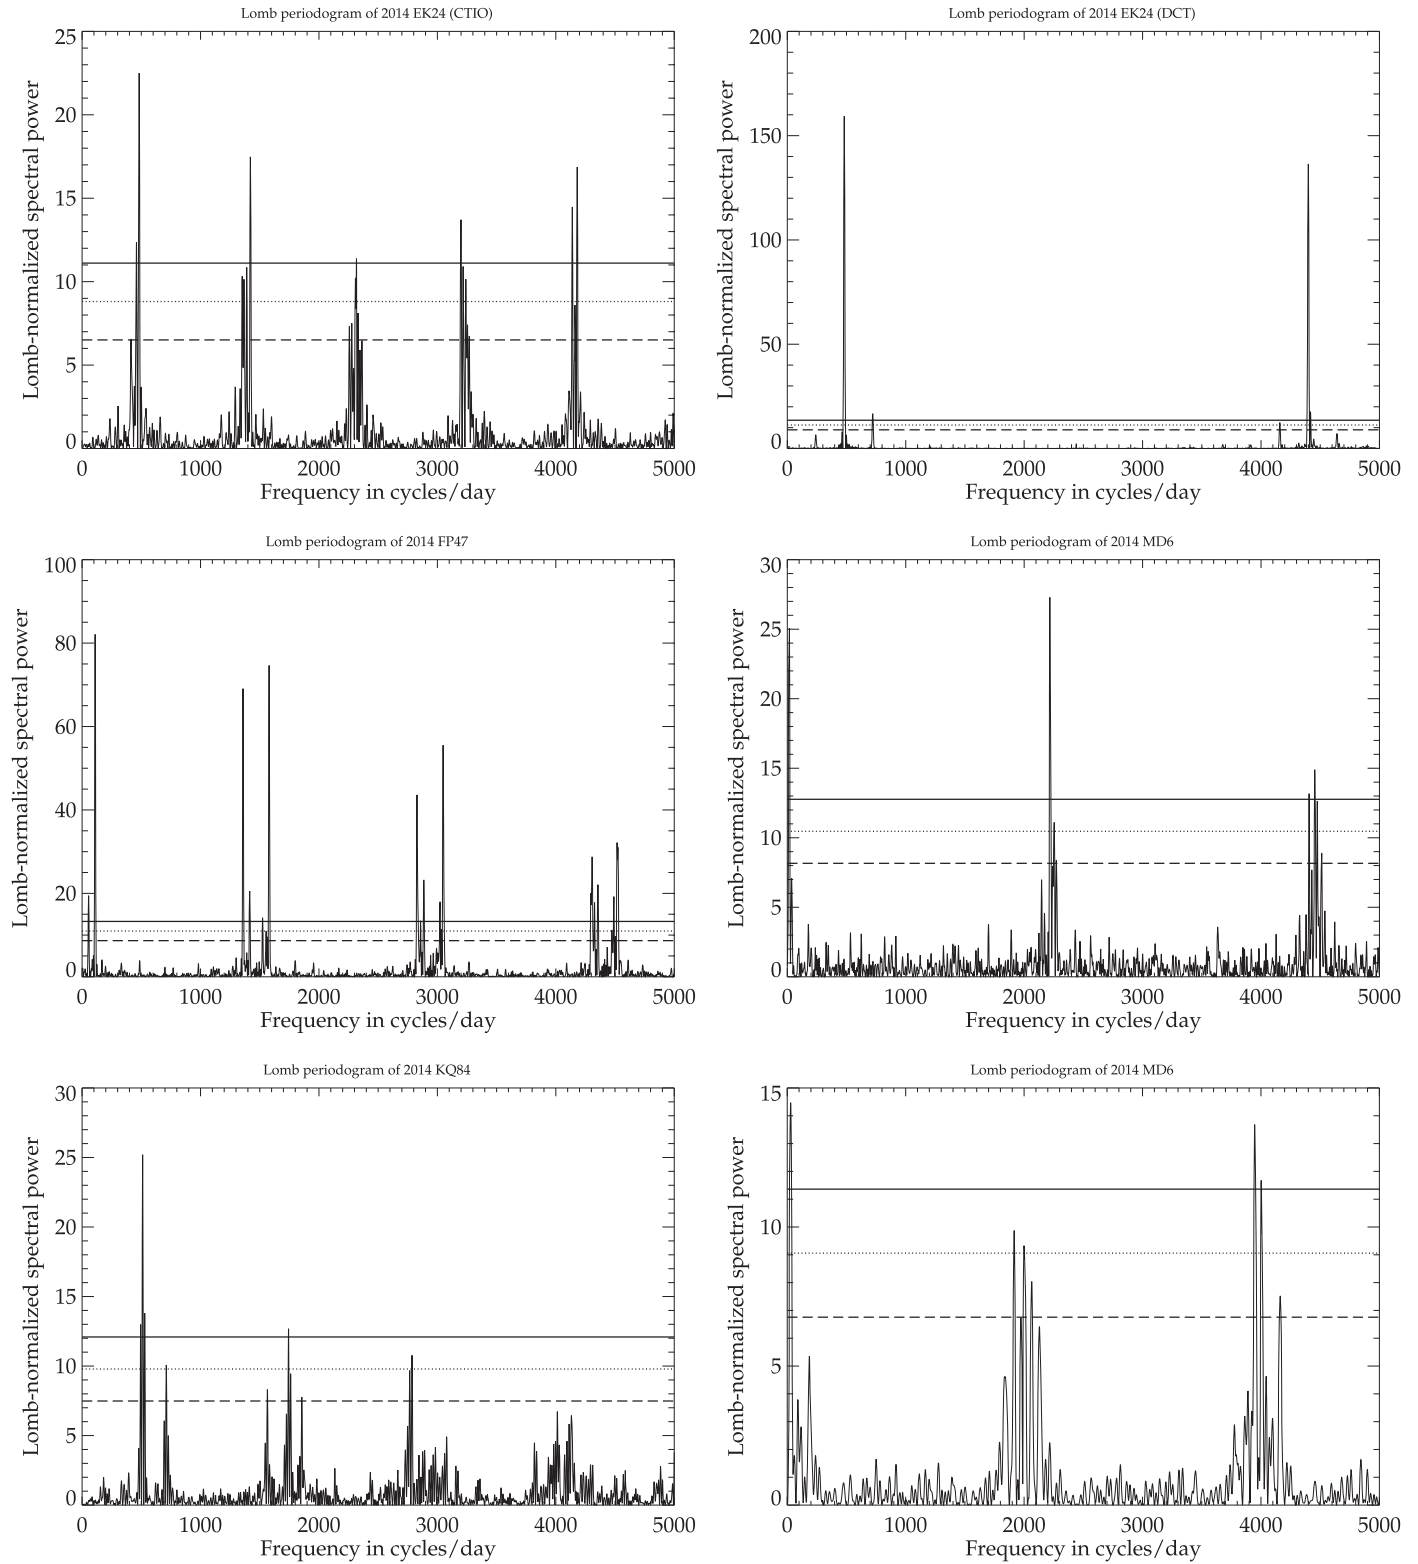 Lomb periodogram of 2014 EK24 (CTIO)
Lomb-normalized spectral power
25
20
15
10
5
0
0 1000 2000 3000 4000 5000
Frequency in cycles/day
Lomb periodogram of 2014 EK24 (DCT)
Lomb-normalized spectral power
200
150
100
50
0
0 1000 2000 3000 4000 5000
Frequency in cycles/day
Lomb periodogram of 2014 FP47
Lomb-normalized spectral power
100
80
60
40
20
0
0 1000 2000 3000 4000 5000
Frequency in cycles/day
Lomb periodogram of 2014 MD6
Lomb-normalized spectral power
30
25
20
15
10
5
0
0 1000 2000 3000 4000 5000
Frequency in cycles/day
Lomb periodogram of 2014 KQ84
Lomb-normalized spectral power
30
25
20
15
10
5
0
0 1000 2000 3000 4000 5000
Frequency in cycles/day
Lomb periodogram of 2014 MD6
Lomb-normalized spectral power
15
10
5
0
0 1000 2000 3000 4000 5000
Frequency in cycles/day